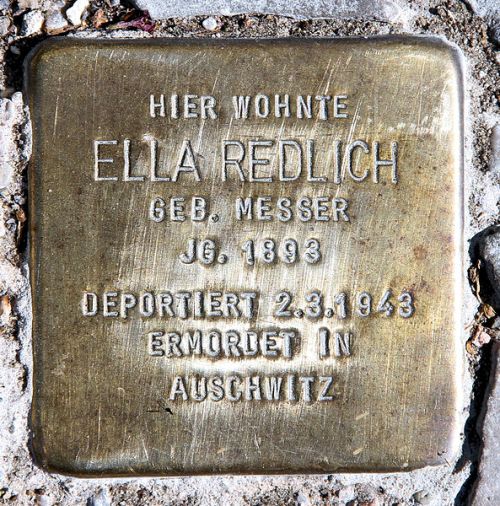 HIER WOHNTE
ELLA REDLICH
GEB. MESSER
JG. 1893
DEPORTIERT 2.3.1943
ERMORDET IN
AUSCHWITZ